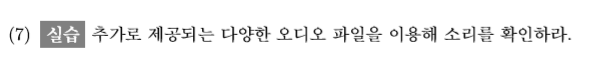 (7) 실습 추가로 제공되는 다양한 오디오 파일을 이용해 소리를 확인하라.